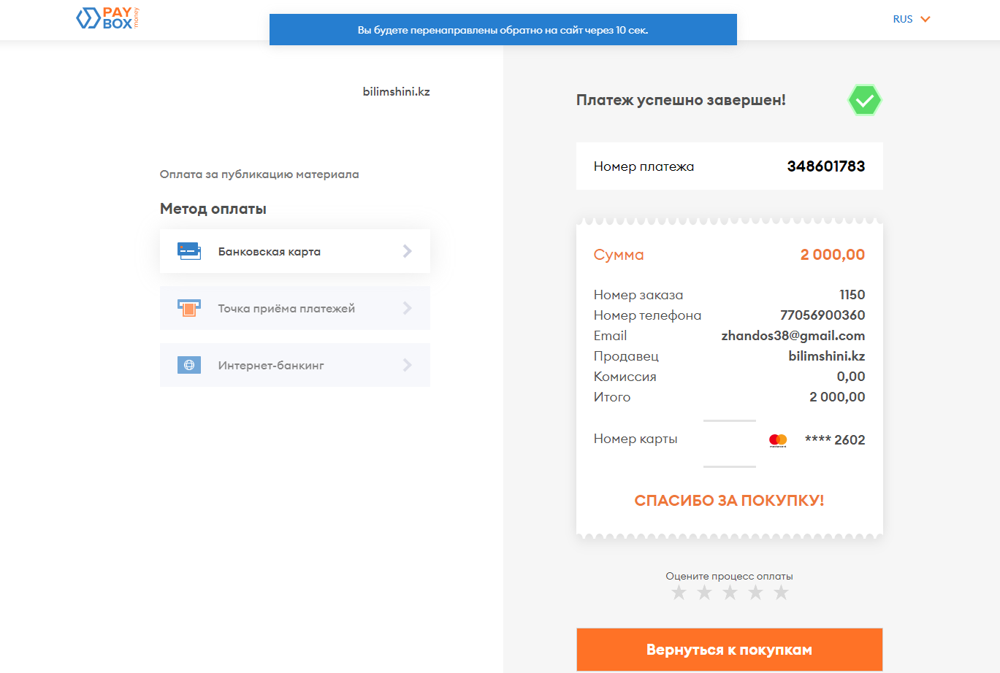 PAY
BOX
money
Вы будете перенаправлены обратно на сайт через 10 сек.
RUS
bilimshini.kz
Оплата за публикацию материала
Метод оплаты
Банковская карта
Точка приёма платежей
Интернет-банкинг
Платеж успешно завершен!
Номер платежа 348601783
Сумма 2 000,00
Номер заказа 1150
Номер телефона 77056900360
Email zhandos38@gmail.com
Продавец bilimshini.kz
Комиссия 0,00
Итого 2 000,00
Номер карты mastercard **** 2602
СПАСИБО ЗА ПОКУПКУ!
Оцените процесс оплаты
Вернуться к покупкам